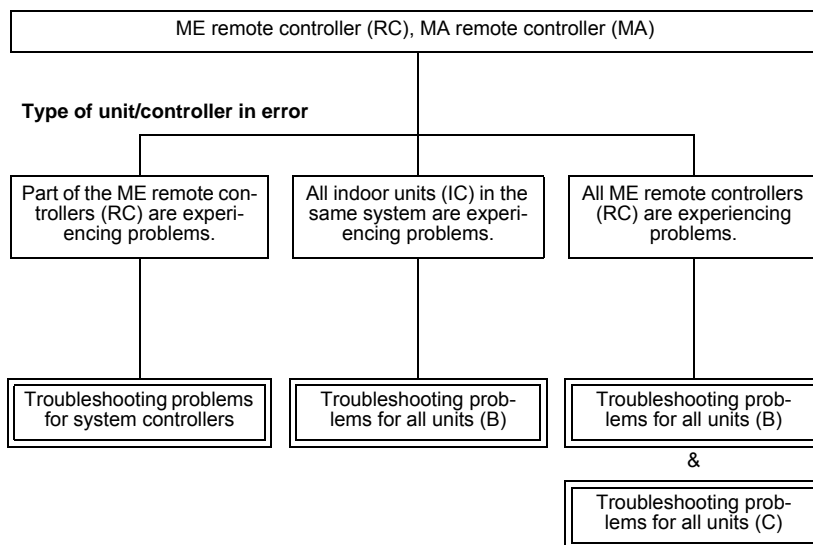 ME remote controller (RC), MA remote controller (MA)
Type of unit/controller in error
Part of the ME remote con-
trollers (RC) are experi-
encing problems.
All indoor units (IC) in the
same system are experi-
encing problems.
All ME remote controllers
(RC) are experiencing
problems.
Troubleshooting problems
for system controllers
Troubleshooting prob-
lems for all units (B)
Troubleshooting prob-
lems for all units (B)
&
Troubleshooting prob-
lems for all units (C)